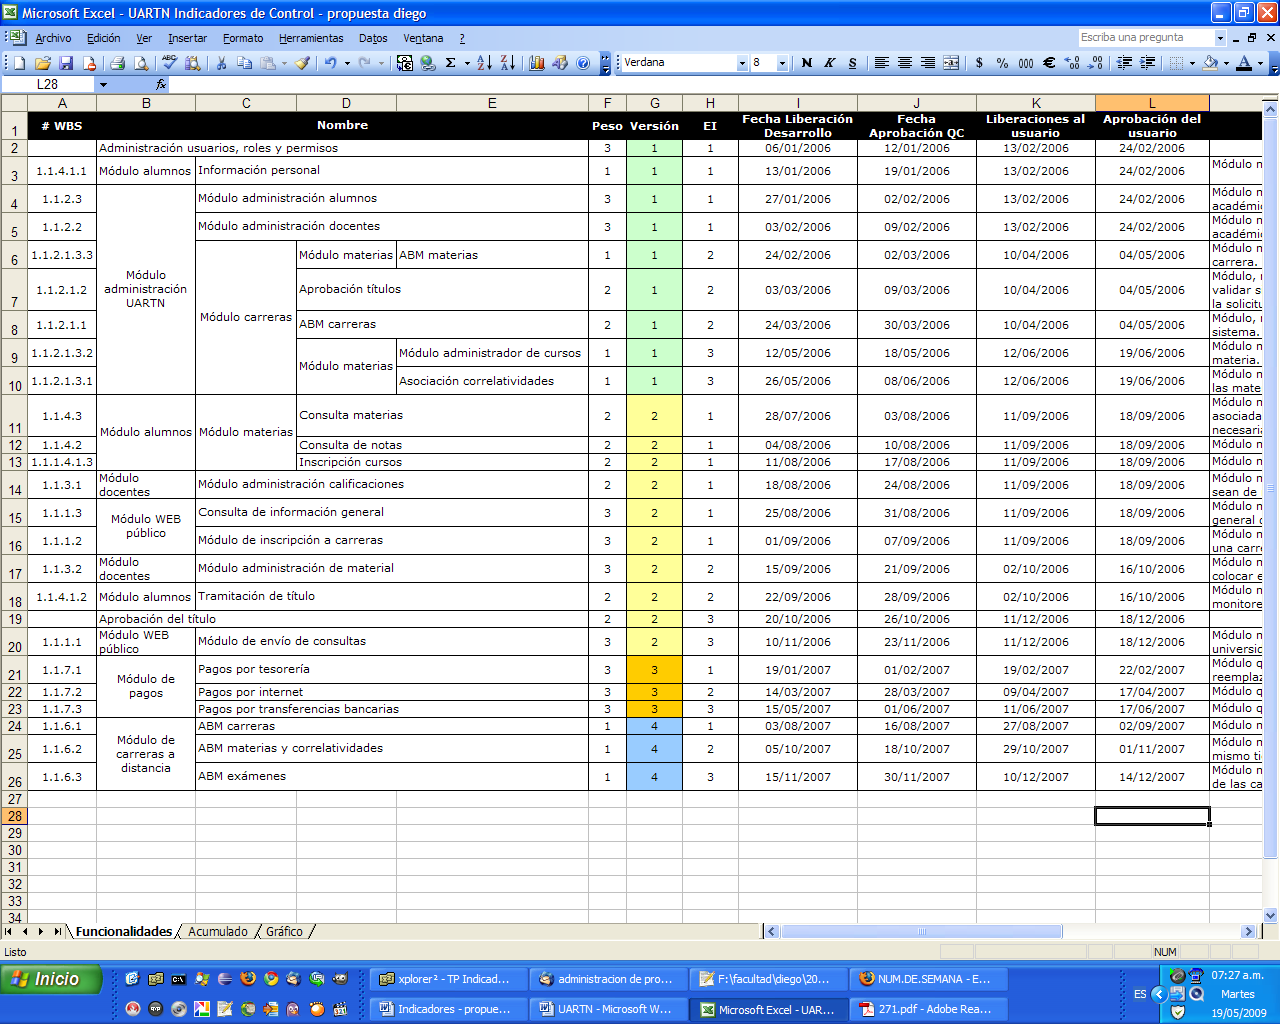 Microsoft Excel - UARTN Indicadores de Control - propuesta diego
Archivo Edición Ver Insertar Formato Herramientas Datos Ventana ? Escriba una pregunta
Verdana 8 N K S $ % 000 €
L28 fx
A B C D E F G H I J K L
1 # WBS Nombre Peso Versión EI Fecha Liberación Desarrollo Fecha Aprobación QC Liberaciones al usuario Aprobación del usuario
2 Administración usuarios, roles y permisos 3 1 1 06/01/2006 12/01/2006 13/02/2006 24/02/2006
3 1.1.4.1.1 Módulo alumnos Información personal 1 1 1 13/01/2006 19/01/2006 13/02/2006 24/02/2006 Módulo
4 1.1.2.3 Módulo administración UARTN Módulo administración alumnos 3 1 1 27/01/2006 02/02/2006 13/02/2006 24/02/2006 Módulo
5 1.1.2.2 Módulo administración docentes 3 1 1 03/02/2006 09/02/2006 13/02/2006 24/02/2006 Módulo
6 1.1.2.1.3.3 Módulo carreras Módulo materias ABM materias 1 1 2 24/02/2006 02/03/2006 10/04/2006 04/05/2006 Módulo carrera.
7 1.1.2.1.2 Aprobación títulos 2 1 2 03/03/2006 09/03/2006 10/04/2006 04/05/2006 Módulo, validar la
8 1.1.2.1.1 ABM carreras 2 1 2 24/03/2006 30/03/2006 10/04/2006 04/05/2006 Módulo, sistema.
9 1.1.2.1.3.2 Módulo materias Módulo administrador de cursos 1 1 3 12/05/2006 18/05/2006 12/06/2006 19/06/2006 Módulo materia.
10 1.1.2.1.3.1 Asociación correlatividades 1 1 3 26/05/2006 08/06/2006 12/06/2006 19/06/2006 Módulo las
11 1.1.4.3 Módulo alumnos Módulo materias Consulta materias 2 2 1 28/07/2006 03/08/2006 11/09/2006 18/09/2006 Módulo
12 1.1.4.2 Consulta de notas 2 2 1 04/08/2006 10/08/2006 11/09/2006 18/09/2006 Módulo
13 1.1.1.4.1.3 Inscripción cursos 2 2 1 11/08/2006 17/08/2006 11/09/2006 18/09/2006 Módulo
14 1.1.3.1 Módulo docentes Módulo administración calificaciones 2 2 1 18/08/2006 24/08/2006 11/09/2006 18/09/2006 Módulo sean de
15 1.1.1.3 Módulo WEB público Consulta de información general 3 2 1 25/08/2006 31/08/2006 11/09/2006 18/09/2006 Módulo general
16 1.1.1.2 Módulo de inscripción a carreras 3 2 1 01/09/2006 07/09/2006 11/09/2006 18/09/2006 Módulo una
17 1.1.3.2 Módulo docentes Módulo administración de material 3 2 2 15/09/2006 21/09/2006 02/10/2006 16/10/2006 Módulo colocar
18 1.1.4.1.2 Módulo alumnos Tramitación de título 2 2 2 22/09/2006 28/09/2006 02/10/2006 16/10/2006 Módulo
19 Aprobación del título 2 2 3 20/10/2006 26/10/2006 11/12/2006 18/12/2006
20 1.1.1.1 Módulo WEB público Módulo de envío de consultas 3 2 3 10/11/2006 23/11/2006 11/12/2006 18/12/2006 Módulo
21 1.1.7.1 Módulo de pagos Pagos por tesorería 3 3 1 19/01/2007 01/02/2007 19/02/2007 22/02/2007 Módulo
22 1.1.7.2 Pagos por internet 3 3 2 14/03/2007 28/03/2007 09/04/2007 17/04/2007 Módulo
23 1.1.7.3 Pagos por transferencias bancarias 3 3 3 15/05/2007 01/06/2007 11/06/2007 17/06/2007 Módulo
24 1.1.6.1 Módulo de carreras a distancia ABM carreras 1 4 1 03/08/2007 16/08/2007 27/08/2007 02/09/2007 Módulo
25 1.1.6.2 ABM materias y correlatividades 1 4 2 05/10/2007 18/10/2007 29/10/2007 01/11/2007 Módulo mismo
26 1.1.6.3 ABM exámenes 1 4 3 15/11/2007 30/11/2007 10/12/2007 14/12/2007 Módulo de las
27
28
29
30
31
32
33
34
Funcionalidades Acumulado Gráfico
Listo NUM
Inicio xplorer² - TP Indicad... administracion de pro... F:\facultad\diego\20... NUM.DE.SEMANA - E... 07:27 a.m.
ES Martes
Indicadores - propue... UARTN - Microsoft W... Microsoft Excel - UAR... 271.pdf - Adobe Rea... 19/05/2009